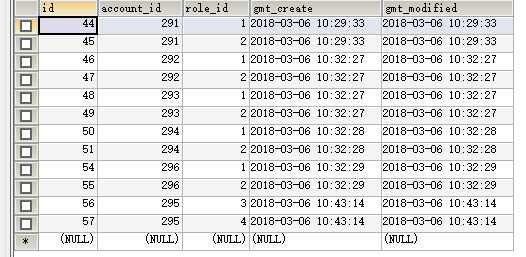 id account_id role_id gmt_create gmt_modified
44 291 1 2018-03-06 10:29:33 2018-03-06 10:29:33
45 291 2 2018-03-06 10:29:33 2018-03-06 10:29:33
46 292 1 2018-03-06 10:32:27 2018-03-06 10:32:27
47 292 2 2018-03-06 10:32:27 2018-03-06 10:32:27
48 293 1 2018-03-06 10:32:27 2018-03-06 10:32:27
49 293 2 2018-03-06 10:32:27 2018-03-06 10:32:27
50 294 1 2018-03-06 10:32:28 2018-03-06 10:32:28
51 294 2 2018-03-06 10:32:28 2018-03-06 10:32:28
54 296 1 2018-03-06 10:32:29 2018-03-06 10:32:29
55 296 2 2018-03-06 10:32:29 2018-03-06 10:32:29
56 295 3 2018-03-06 10:43:14 2018-03-06 10:43:14
57 295 4 2018-03-06 10:43:14 2018-03-06 10:43:14
* (NULL) (NULL) (NULL) (NULL) (NULL)